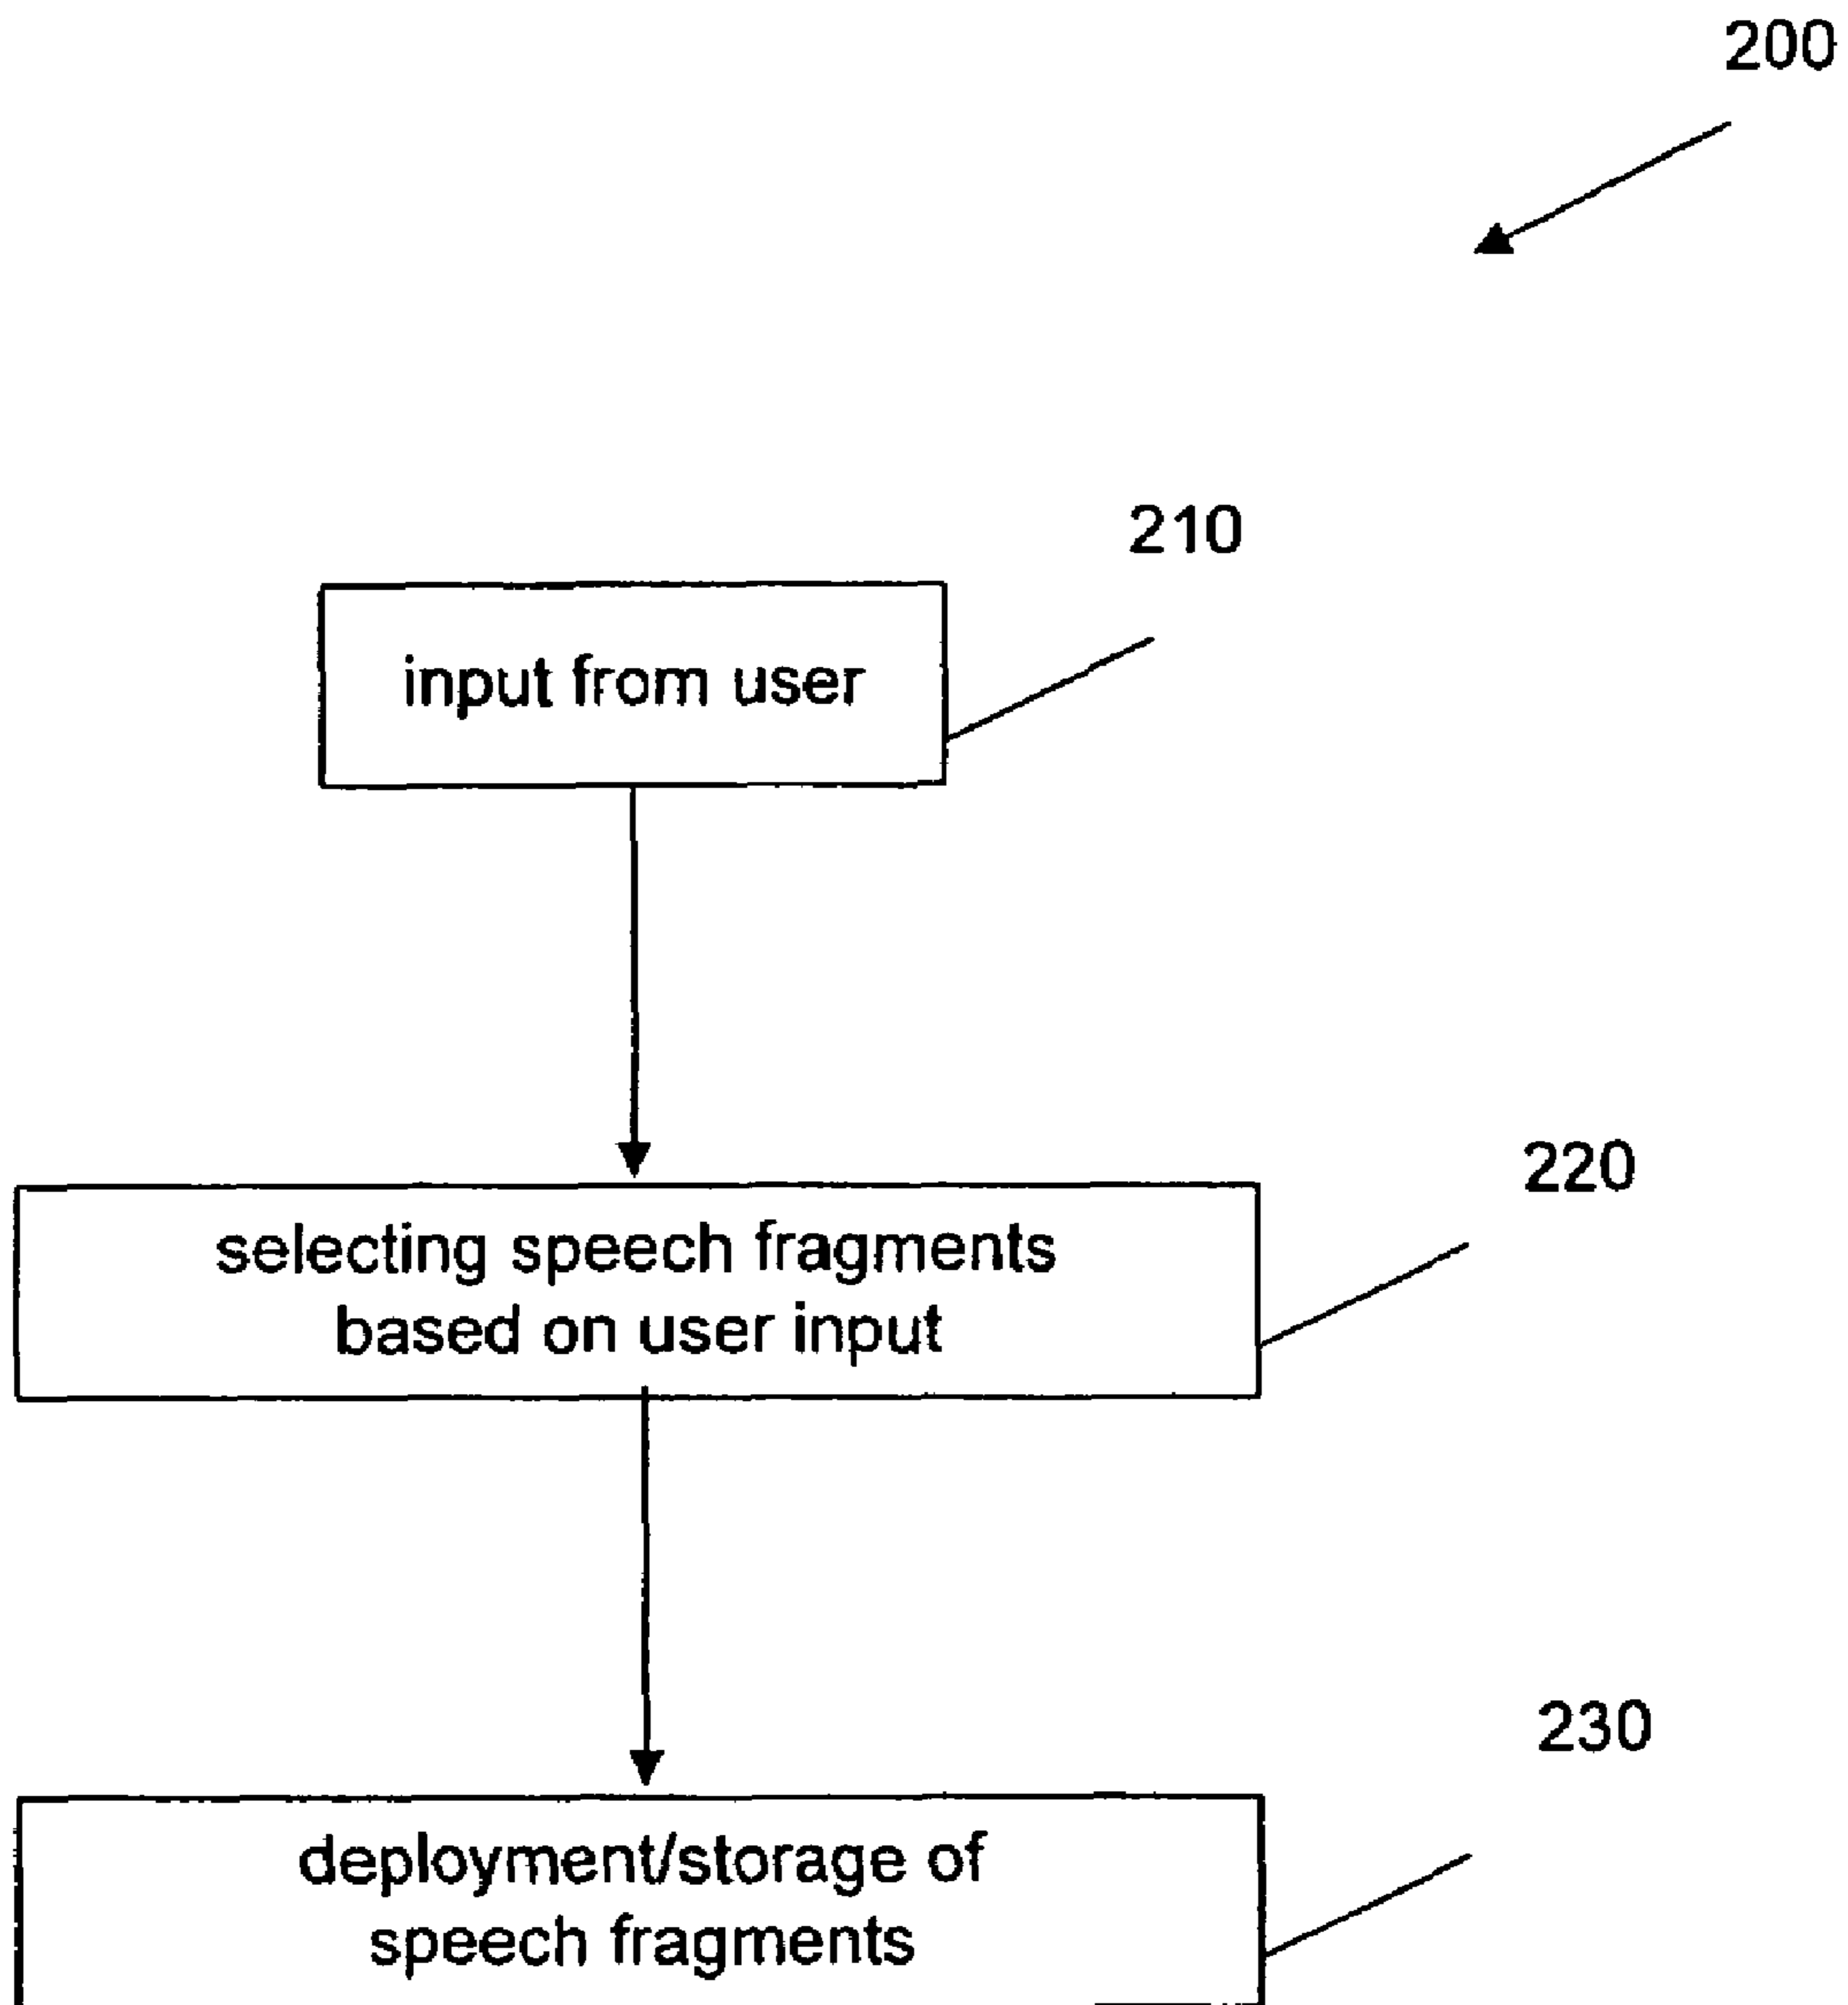 200
210
input from user
220
selecting speech fragments
based on user input
230
deployment/storage of
speech fragments